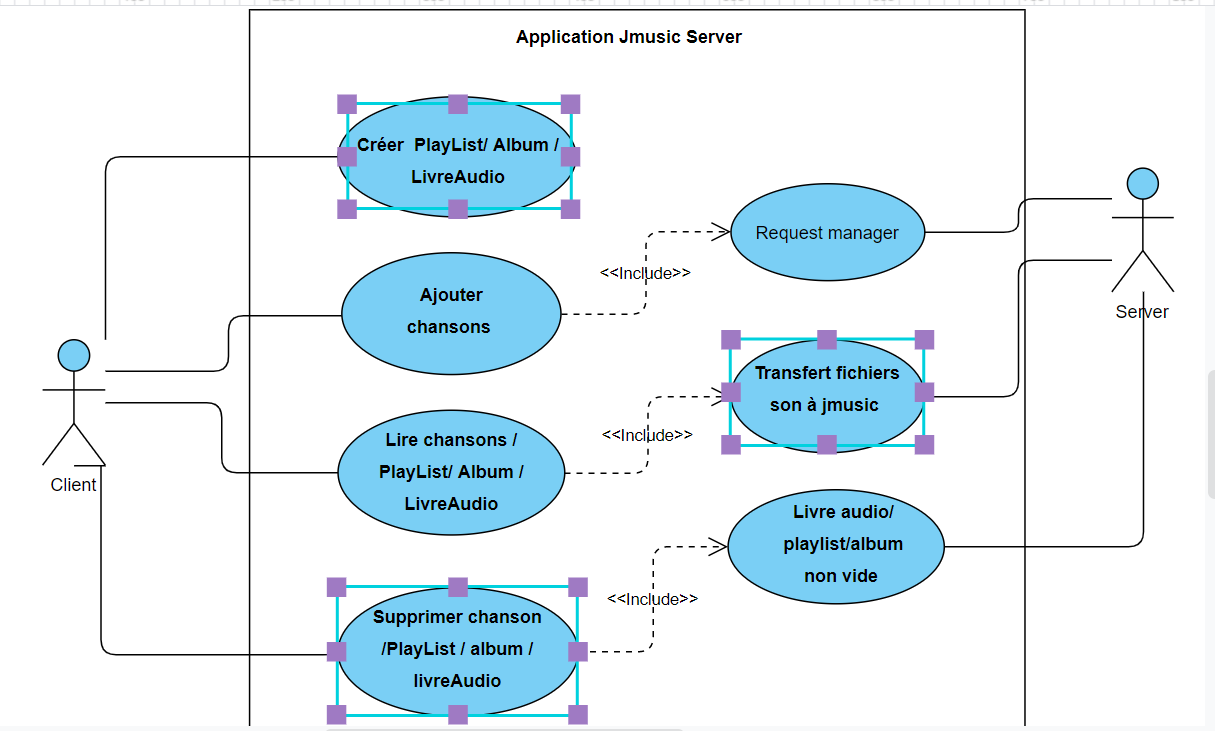 Application Jmusic Server
Créer PlayList/ Album /
LivreAudio
Request manager
<<Include>>
Ajouter
chansons
Server
Transfert fichiers
son à jmusic
<<Include>>
Lire chansons /
PlayList/ Album /
LivreAudio
Client
Livre audio/
playlist/album
non vide
<<Include>>
Supprimer chanson
/PlayList / album /
livreAudio